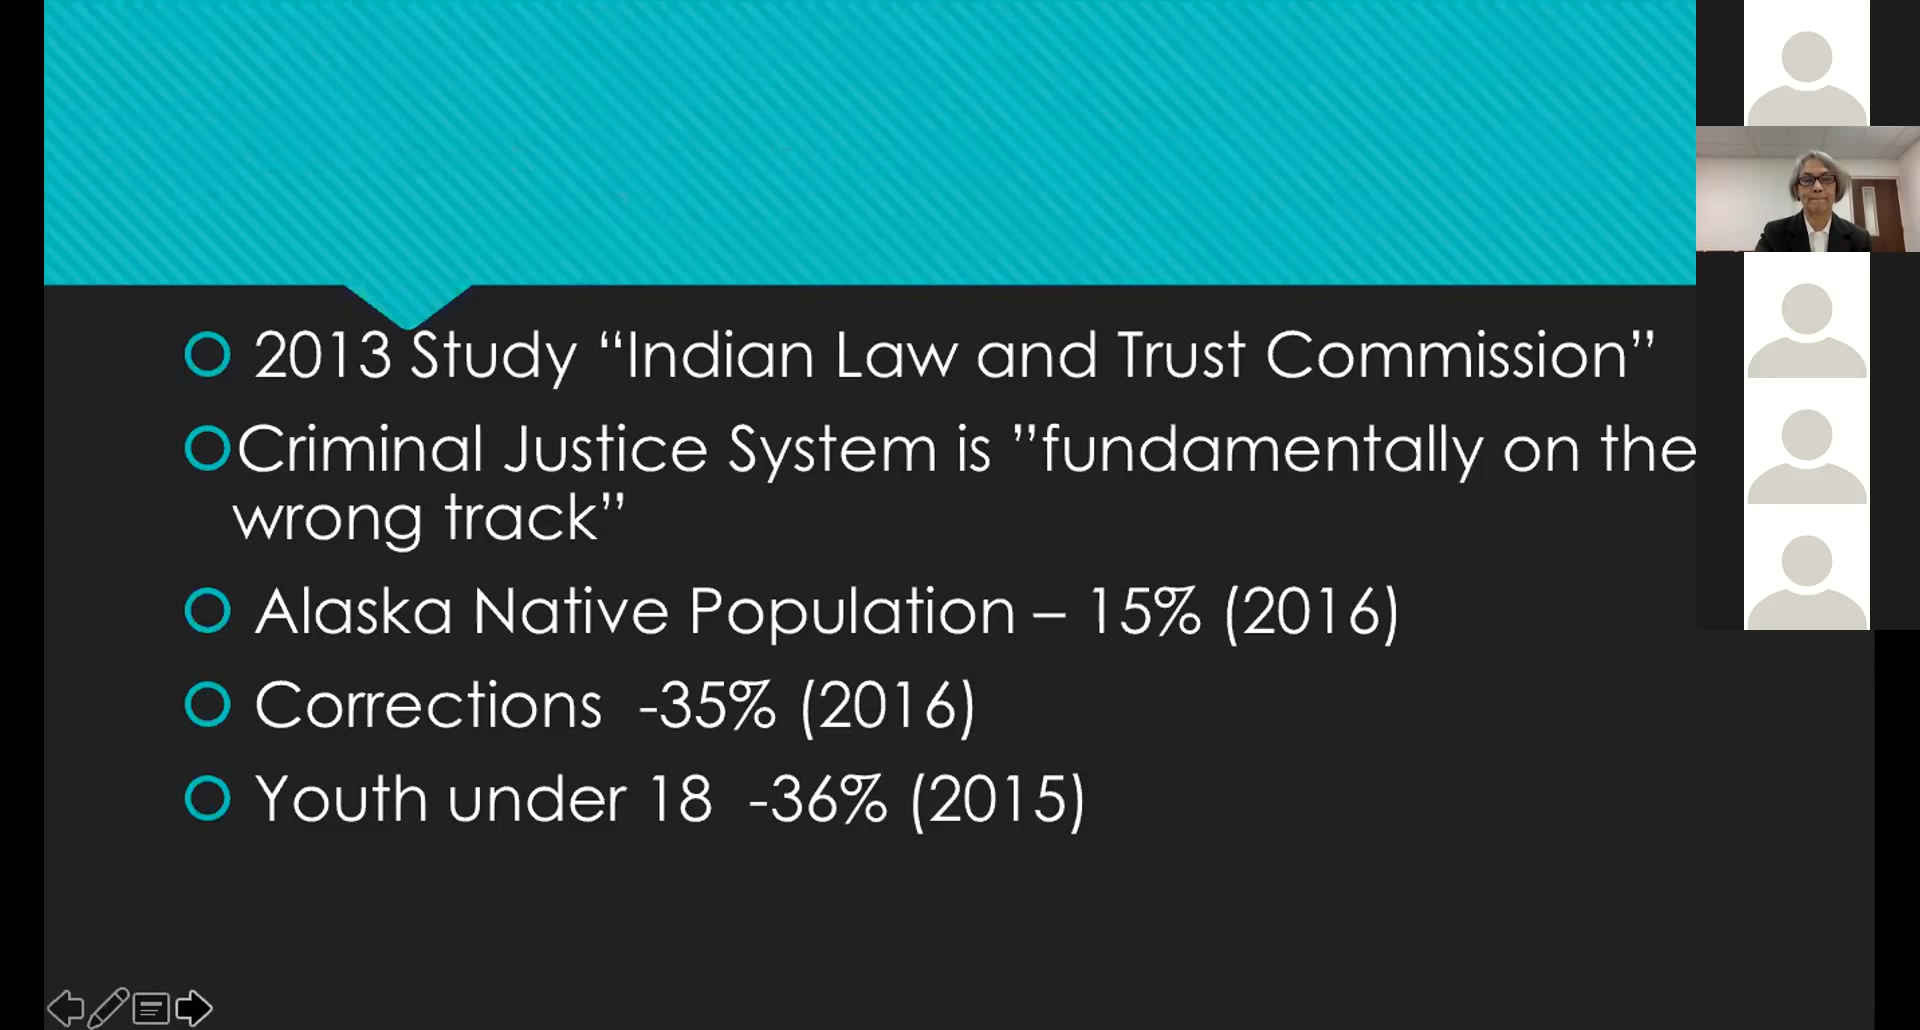 2013 Study “Indian Law and Trust Commission”
Criminal Justice System is ”fundamentally on the
wrong track”
Alaska Native Population – 15% (2016)
Corrections -35% (2016)
Youth under 18 -36% (2015)